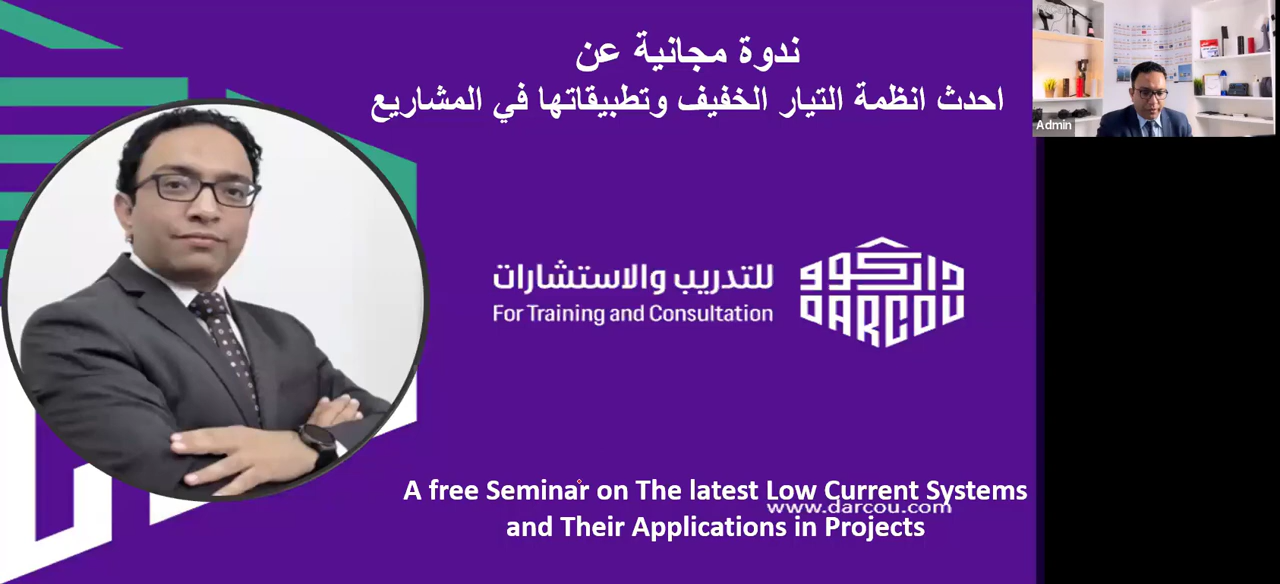 ندوة مجانية عن
احدث انظمة التيار الخفيف وتطبيقاتها في المشاريع
Admin
للتدريب والاستشارات
For Training and Consultation
داركوو
DARCOU
A free Seminar on The latest Low Current Systems
www.darcou.com
and Their Applications in Projects